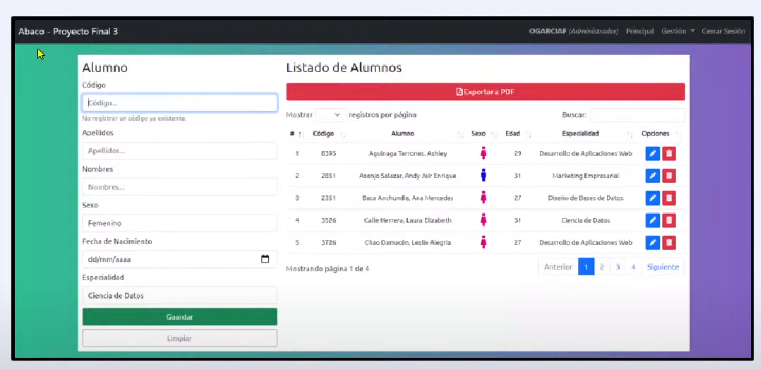 Abaco - Proyecto Final 3
OGARCIAF (Administrador) Principal Gestión Cerrar Sesión
Alumno
Código
Código...
No registrar un código ya existente.
Apellidos
Apellidos...
Nombres
Nombres...
Sexo
Femenino
Fecha de Nacimiento
dd/mm/aaaa
Especialidad
Ciencia de Datos
Guardar
Limpiar
Listado de Alumnos
Exportar a PDF
Mostrar registros por página Buscar:
# Código Alumno Sexo Edad Especialidad Opciones
1 8395 Aguinaga Terrones, Ashley 29 Desarrollo de Aplicaciones Web
2 2851 Asenjo Salazar, Andy Jair Enrique 31 Marketing Empresarial
3 2351 Baca Anchundia, Ana Mercedes 27 Diseño de Bases de Datos
4 3526 Calle Herrera, Laura Elizabeth 31 Ciencia de Datos
5 3726 Chao Damacén, Leslie Alegría 27 Desarrollo de Aplicaciones Web
Mostrando página 1 de 4
Anterior 1 2 3 4 Siguiente